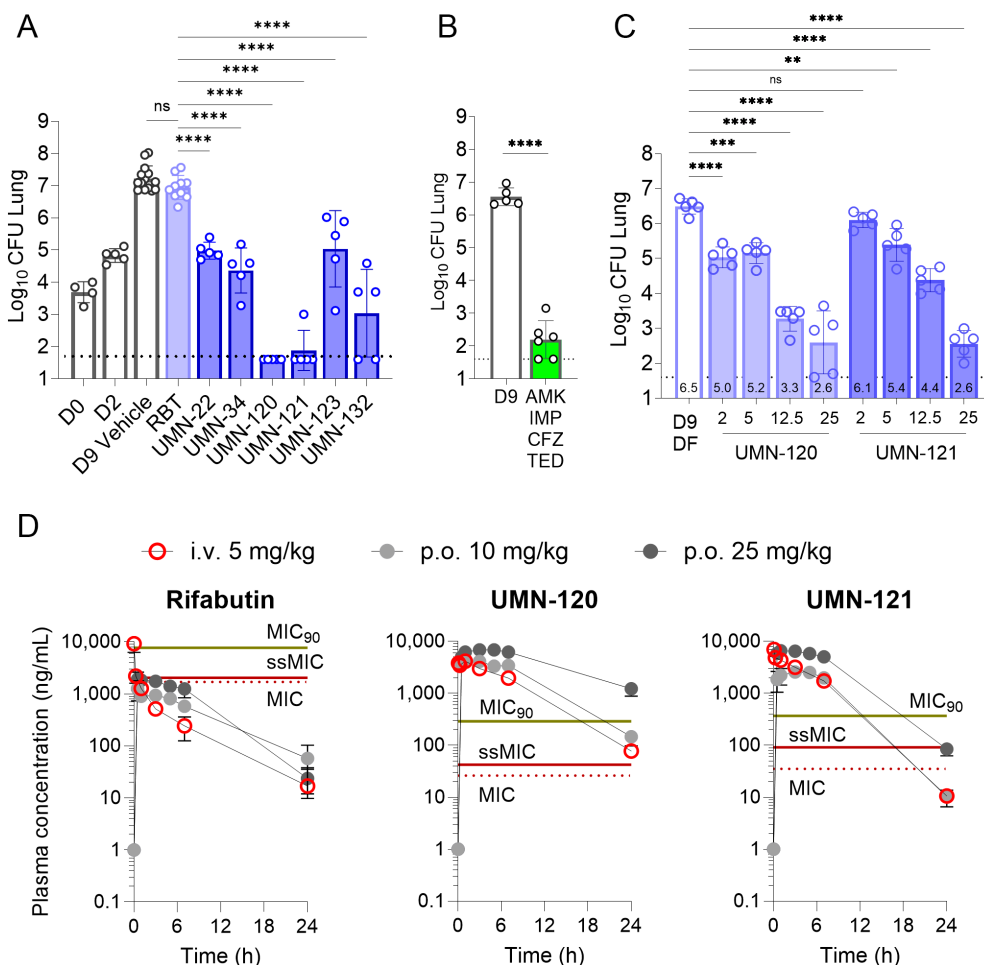 A
****
****
****
****
****
ns
****
Log10 CFU Lung
9
8
7
6
5
4
3
2
1
D0
D2
D9 Vehicle
RBT
UMN-22
UMN-34
UMN-120
UMN-121
UMN-123
UMN-132
B
****
Log10 CFU Lung
9
8
7
6
5
4
3
2
1
D9
AMK
IMP
CFZ
TED
C
****
****
**
ns
****
****
***
****
Log10 CFU Lung
9
8
7
6
5
4
3
2
1
6.5 5.0 5.2 3.3 2.6 6.1 5.4 4.4 2.6
D9
DF
2 5 12.5 25 2 5 12.5 25
UMN-120 UMN-121
D
i.v. 5 mg/kg p.o. 10 mg/kg p.o. 25 mg/kg
Rifabutin
Plasma concentration (ng/mL)
10,000
1,000
100
10
1
0.1
MIC90
ssMIC
MIC
0 6 12 18 24
Time (h)
UMN-120
10,000
1,000
100
10
1
0.1
MIC90
ssMIC
MIC
0 6 12 18 24
Time (h)
UMN-121
10,000
1,000
100
10
1
0.1
MIC90
ssMIC
MIC
0 6 12 18 24
Time (h)